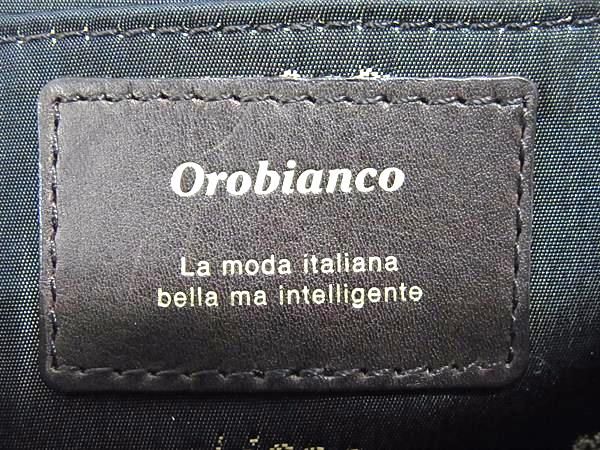 Orobianco
La moda italiana
bella ma intelligente